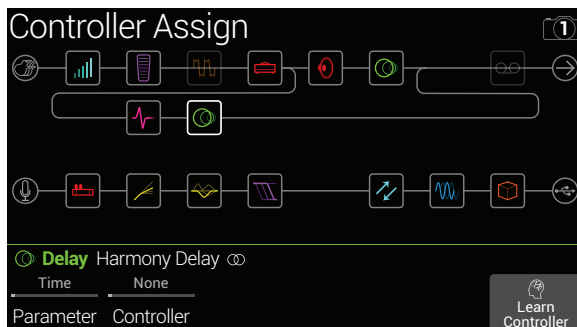 Controller Assign
1
Delay Harmony Delay
Time None
Parameter Controller
Learn
Controller